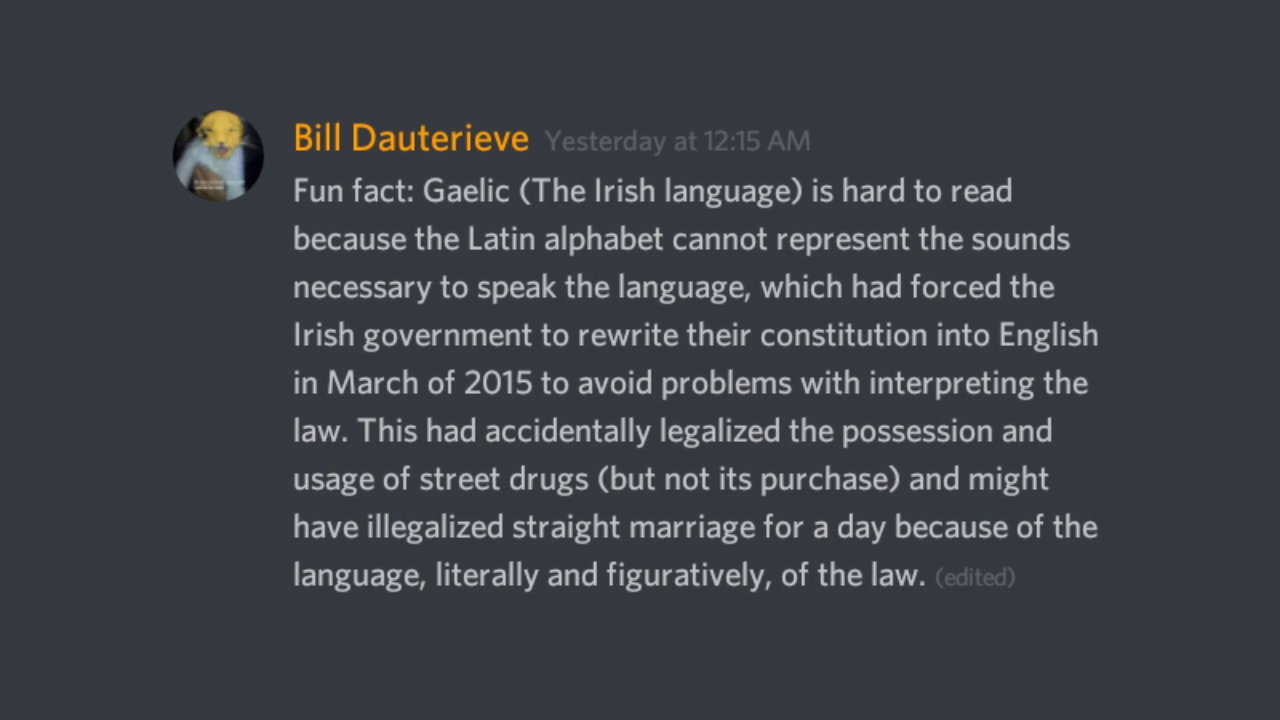 Bill Dauterieve Yesterday at 12:15 AM
Fun fact: Gaelic (The Irish language) is hard to read
because the Latin alphabet cannot represent the sounds
necessary to speak the language, which had forced the
Irish government to rewrite their constitution into English
in March of 2015 to avoid problems with interpreting the
law. This had accidentally legalized the possession and
usage of street drugs (but not its purchase) and might
have illegalized straight marriage for a day because of the
language, literally and figuratively, of the law. (edited)